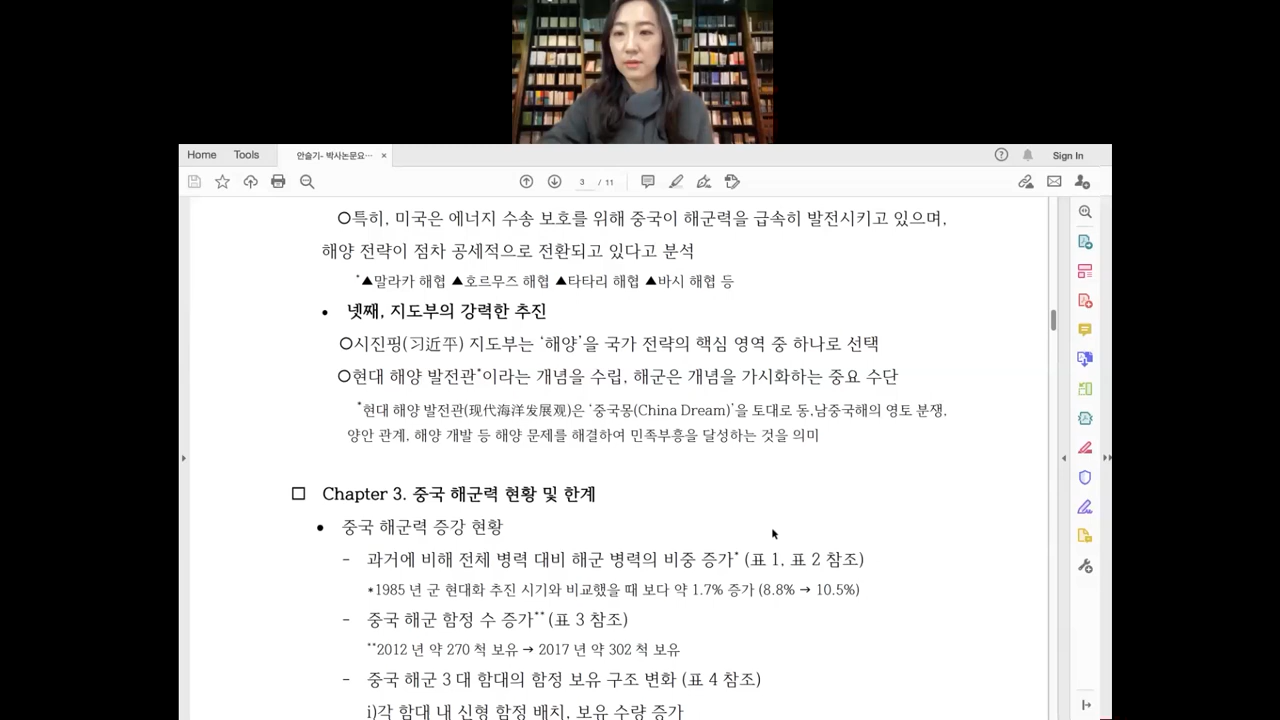 Home Tools 안슬기- 박사논문요… × Sign In
3 / 11
○특히, 미국은 에너지 수송 보호를 위해 중국이 해군력을 급속히 발전시키고 있으며,
해양 전략이 점차 공세적으로 전환되고 있다고 분석
*▲말라카 해협 ▲호르무즈 해협 ▲타타리 해협 ▲바시 해협 등
• 넷째, 지도부의 강력한 추진
○시진핑(习近平) 지도부는 ‘해양’을 국가 전략의 핵심 영역 중 하나로 선택
○현대 해양 발전관*이라는 개념을 수립, 해군은 개념을 가시화하는 중요 수단
*현대 해양 발전관(现代海洋发展观)은 ‘중국몽(China Dream)’을 토대로 동,남중국해의 영토 분쟁,
양안 관계, 해양 개발 등 해양 문제를 해결하여 민족부흥을 달성하는 것을 의미
□ Chapter 3. 중국 해군력 현황 및 한계
• 중국 해군력 증강 현황
- 과거에 비해 전체 병력 대비 해군 병력의 비중 증가* (표 1, 표 2 참조)
*1985 년 군 현대화 추진 시기와 비교했을 때 보다 약 1.7% 증가 (8.8% → 10.5%)
- 중국 해군 함정 수 증가** (표 3 참조)
**2012 년 약 270 척 보유 → 2017 년 약 302 척 보유
- 중국 해군 3 대 함대의 함정 보유 구조 변화 (표 4 참조)
i)각 함대 내 신형 함정 배치, 보유 수량 증가